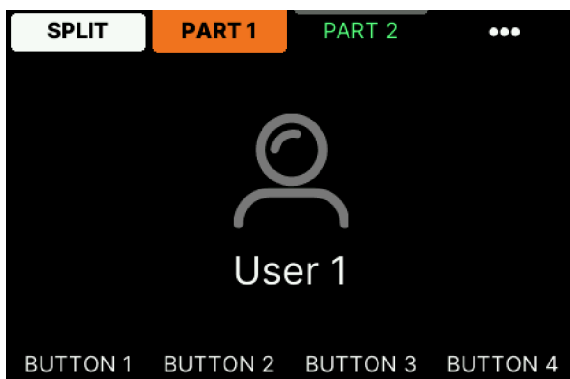 SPLIT PART 1 PART 2 •••
User 1
BUTTON 1 BUTTON 2 BUTTON 3 BUTTON 4